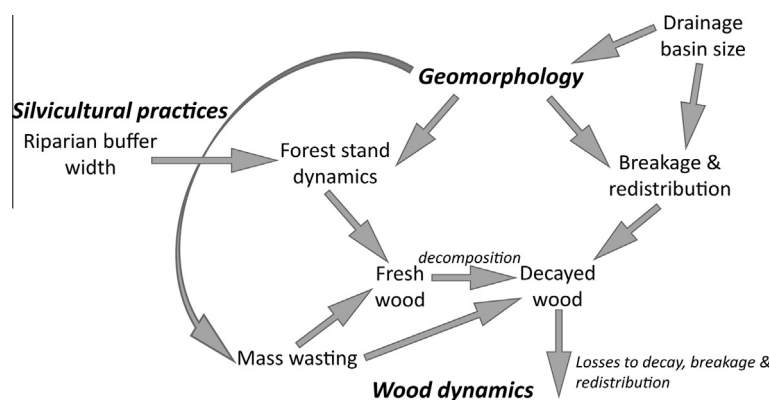 Drainage
basin size
Geomorphology
Silvicultural practices
Riparian buffer
width
Forest stand
dynamics
Breakage &
redistribution
decomposition
Fresh
wood
Decayed
wood
Mass wasting
Losses to decay, breakage &
redistribution
Wood dynamics